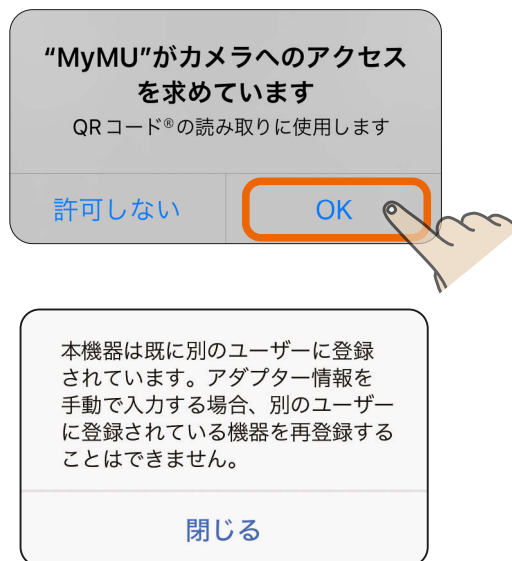 “MyMU”がカメラへのアクセス
を求めています
QRコード®の読み取りに使用します
許可しない
OK
本機器は既に別のユーザーに登録
されています。アダプター情報を
手動で入力する場合、別のユーザー
に登録されている機器を再登録する
ことはできません。
閉じる